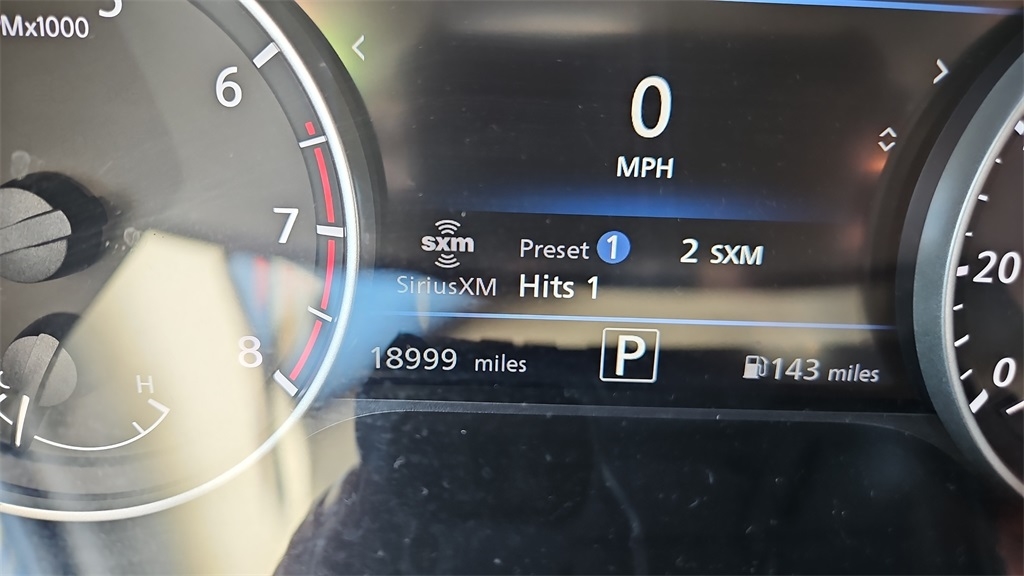 5
Mx1000
6
7
8
H
0
MPH
sxm
SiriusXM
Preset 1 2 SXM
Hits 1
18999 miles
P
143 miles
20
0